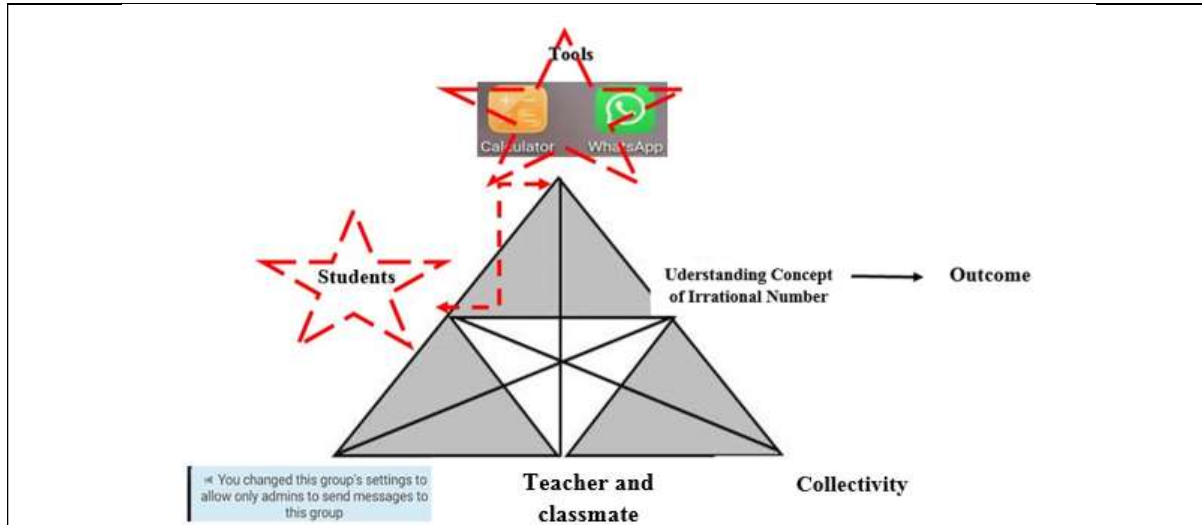 Tools
Calculator
WhatsApp
Students
Uderstanding Concept
of Irrational Number
Outcome
You changed this group's settings to
allow only admins to send messages to
this group
Teacher and
classmate
Collectivity